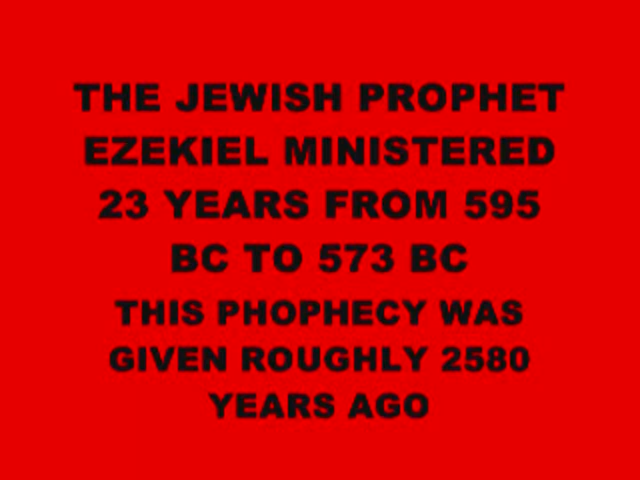 THE JEWISH PROPHET
EZEKIEL MINISTERED
23 YEARS FROM 595
BC TO 573 BC
THIS PHOPHECY WAS
GIVEN ROUGHLY 2580
YEARS AGO